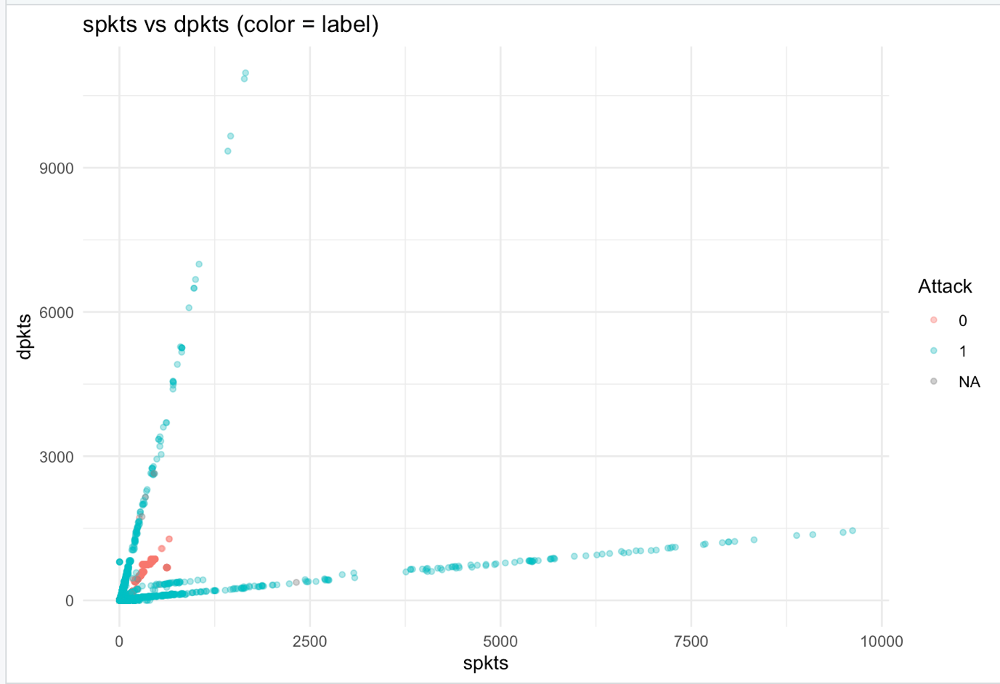 spkts vs dpkts (color = label)
9000
6000
3000
0
dpkts
0 2500 5000 7500 10000
spkts
Attack
0
1
NA